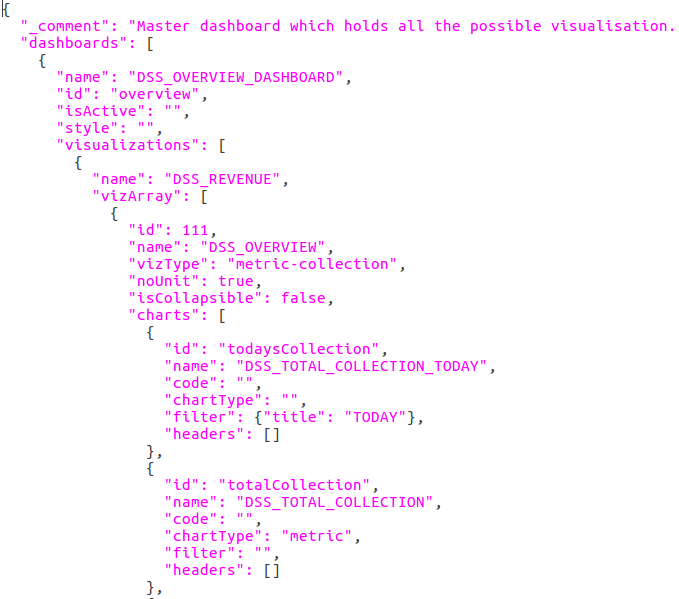 {
  "_comment": "Master dashboard which holds all the possible visualisation.
  "dashboards": [
    {
      "name": "DSS_OVERVIEW_DASHBOARD",
      "id": "overview",
      "isActive": "",
      "style": "",
      "visualizations": [
        {
          "name": "DSS_REVENUE",
          "vizArray": [
            {
              "id": 111,
              "name": "DSS_OVERVIEW",
              "vizType": "metric-collection",
              "noUnit": true,
              "isCollapsible": false,
              "charts": [
                {
                  "id": "todaysCollection",
                  "name": "DSS_TOTAL_COLLECTION_TODAY",
                  "code": "",
                  "chartType": "",
                  "filter": {"title": "TODAY"},
                  "headers": []
                },
                {
                  "id": "totalCollection",
                  "name": "DSS_TOTAL_COLLECTION",
                  "code": "",
                  "chartType": "metric",
                  "filter": "",
                  "headers": []
                },